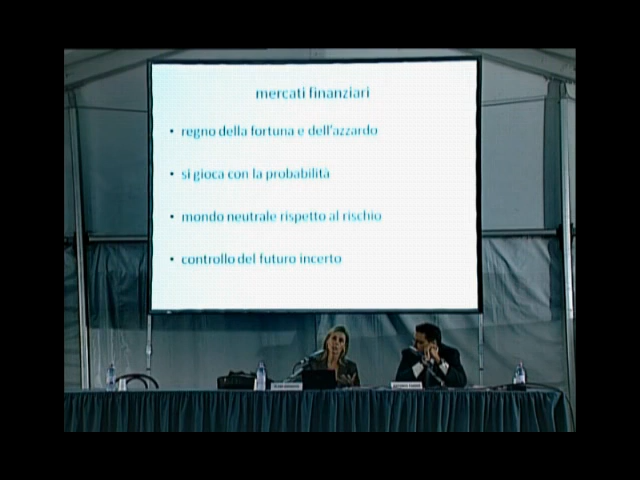 mercati finanziari
• regno della fortuna e dell'azzardo
• si gioca con la probabilità
• mondo neutrale rispetto al rischio
• controllo del futuro incerto